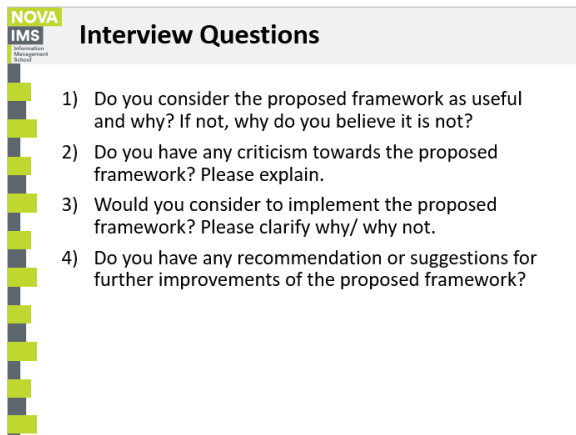 NOVA
IMS
Information
Management
School
Interview Questions
1) Do you consider the proposed framework as useful
and why? If not, why do you believe it is not?
2) Do you have any criticism towards the proposed
framework? Please explain.
3) Would you consider to implement the proposed
framework? Please clarify why/ why not.
4) Do you have any recommendation or suggestions for
further improvements of the proposed framework?